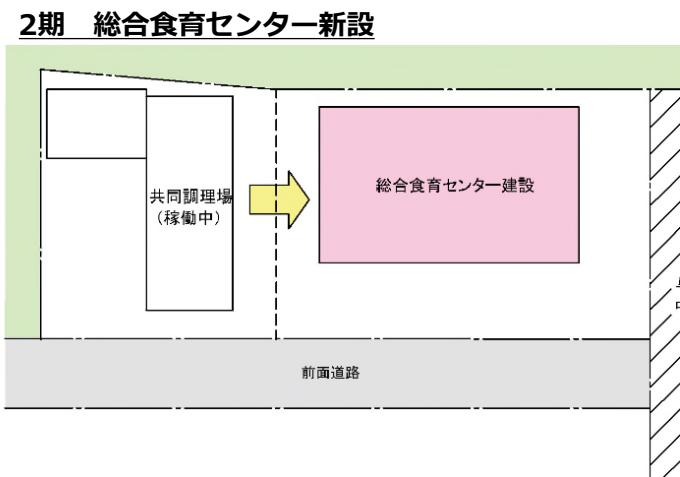 2期　総合食育センター新設
共同調理場
（稼働中）
総合食育センター建設
前面道路